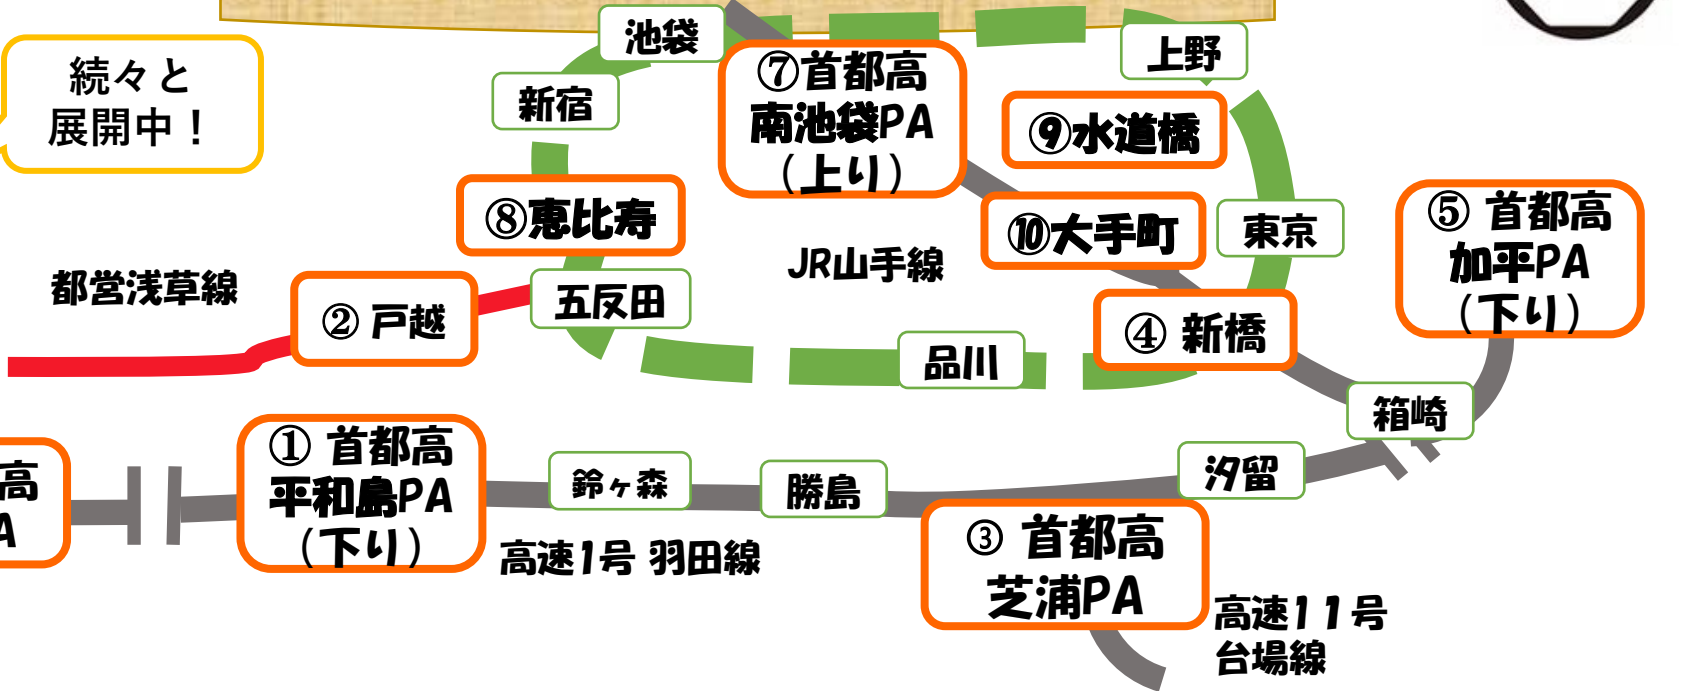 続々と
展開中！
池袋
新宿
⑦首都高
南池袋PA
（上り）
上野
⑨水道橋
⑧恵比寿
⑩大手町
東京
⑤ 首都高
加平PA
（下り）
JR山手線
都営浅草線
② 戸越
五反田
④ 新橋
品川
箱崎
高
A
① 首都高
平和島PA
（下り）
鈴ヶ森
勝島
汐留
高速1号 羽田線
③ 首都高
芝浦PA
高速１１号
台場線